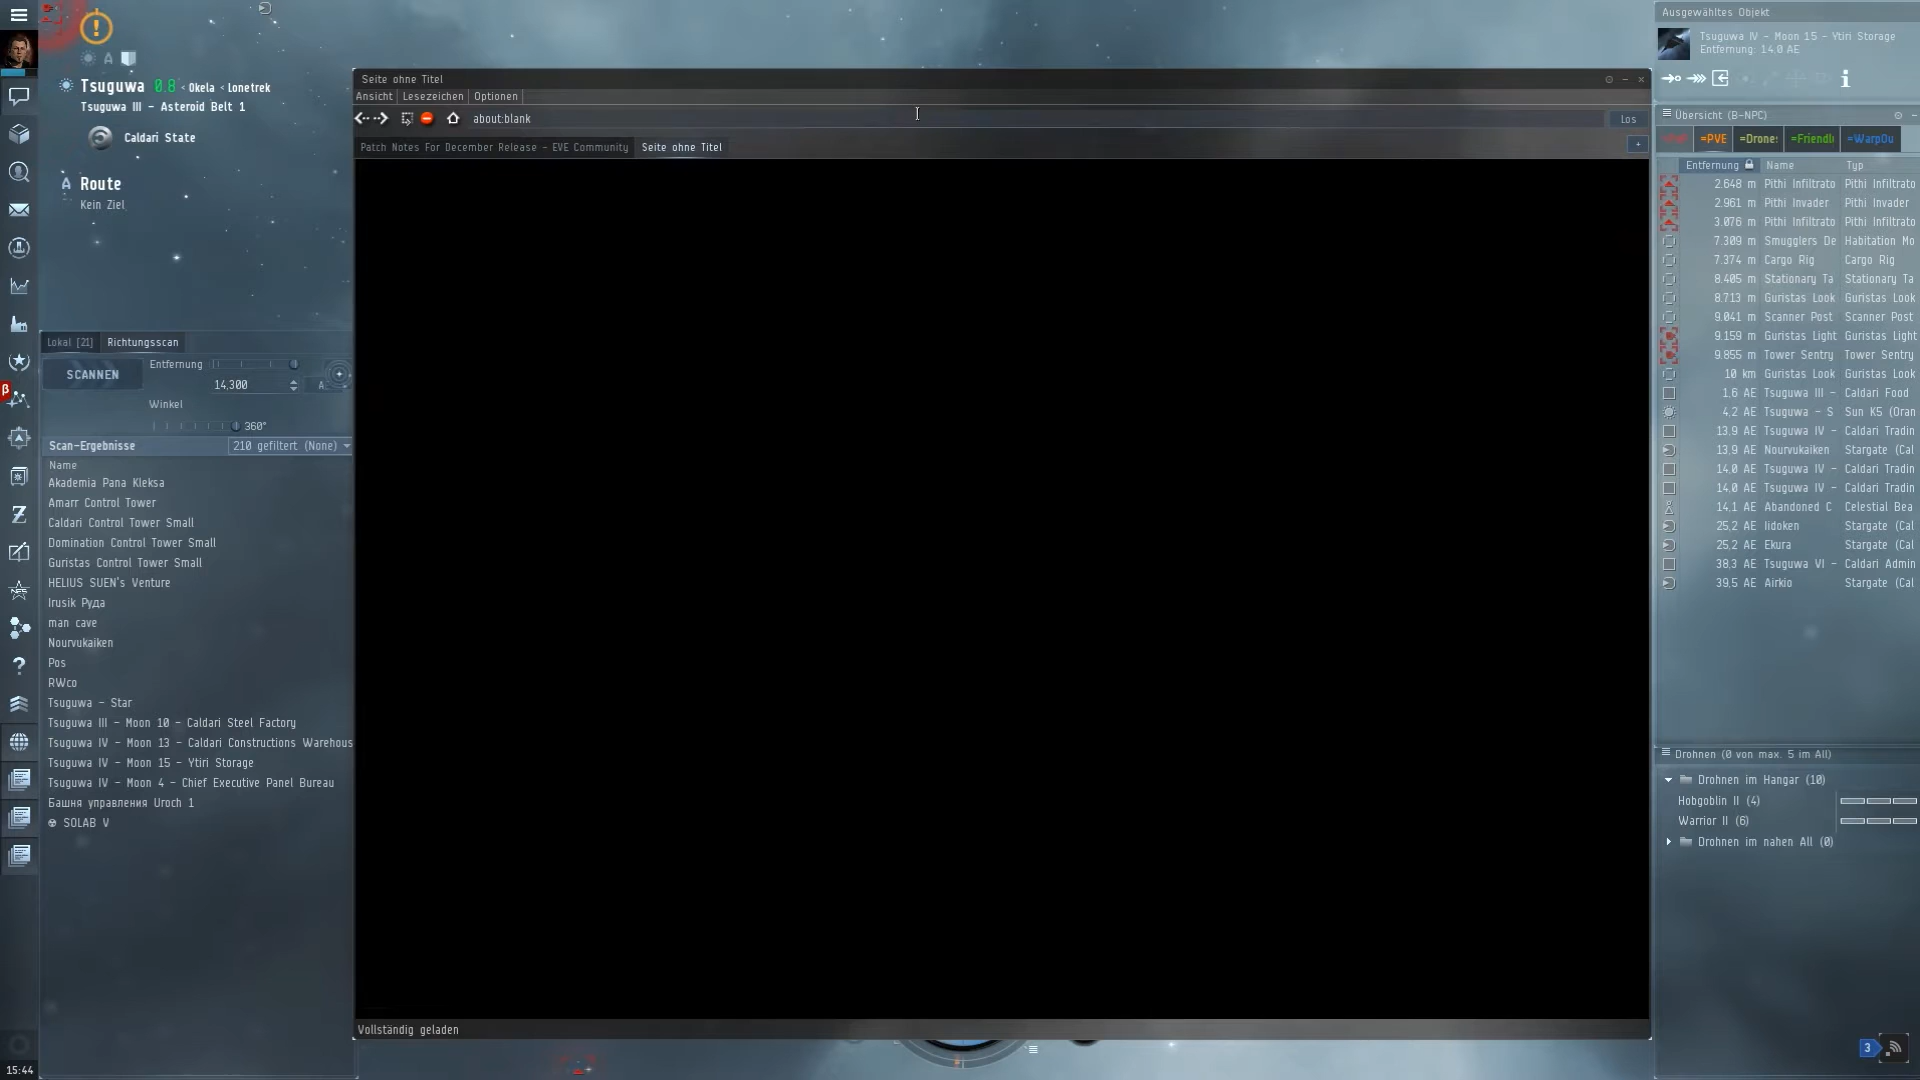 Tsuguwa 0.8 < Okela < Lonetrek
Tsuguwa III - Asteroid Belt 1
Caldari State
A Route
Kein Ziel
Lokal [21] Richtungsscan
SCANNEN
Entfernung
14,300
Winkel
360°
Scan-Ergebnisse 210 gefiltert (None)
Name
Akademia Pana Kleksa
Amarr Control Tower
Caldari Control Tower Small
Domination Control Tower Small
Guristas Control Tower Small
HELIUS SUEN's Venture
Irusik Руда
man cave
Nourvukaiken
Pos
RWco
Tsuguwa - Star
Tsuguwa III - Moon 10 - Caldari Steel Factory
Tsuguwa IV - Moon 13 - Caldari Constructions Warehous
Tsuguwa IV - Moon 15 - Ytiri Storage
Tsuguwa IV - Moon 4 - Chief Executive Panel Bureau
Башня управления Uroch 1
SOLAB V
β
15:44
Seite ohne Titel
Ansicht Lesezeichen Optionen
about:blank Los
Patch Notes For December Release - EVE Community Seite ohne Titel
Vollständig geladen
Ausgewähltes Objekt
Tsuguwa IV - Moon 15 - Ytiri Storage
Entfernung: 14,0 AE
Übersicht (B-NPC)
=PVE =Drone: =Friendl =WarpOu
Entfernung Name Typ
2.648 m Pithi Infiltrato Pithi Infiltrato
2.961 m Pithi Invader Pithi Invader
3.076 m Pithi Infiltrato Pithi Infiltrato
7.309 m Smugglers De Habitation Mo
7.374 m Cargo Rig Cargo Rig
8.405 m Stationary Ta Stationary Ta
8.713 m Guristas Look Guristas Look
9.041 m Scanner Post Scanner Post
9.159 m Guristas Light Guristas Light
9.855 m Tower Sentry Tower Sentry
10 km Guristas Look Guristas Look
1,6 AE Tsuguwa III - Caldari Food
4,2 AE Tsuguwa - S Sun K5 (Oran
13,9 AE Tsuguwa IV - Caldari Tradin
13,9 AE Nourvukaiken Stargate (Cal
14,0 AE Tsuguwa IV - Caldari Tradin
14,0 AE Tsuguwa IV - Caldari Tradin
14,1 AE Abandoned C Celestial Bea
25,2 AE Iidoken Stargate (Cal
25,2 AE Ekura Stargate (Cal
38,3 AE Tsuguwa VI - Caldari Admin
39,5 AE Airkio Stargate (Cal
Drohnen (0 von max. 5 im All)
Drohnen im Hangar (10)
Hobgoblin II (4)
Warrior II (6)
Drohnen im nahen All (0)
3